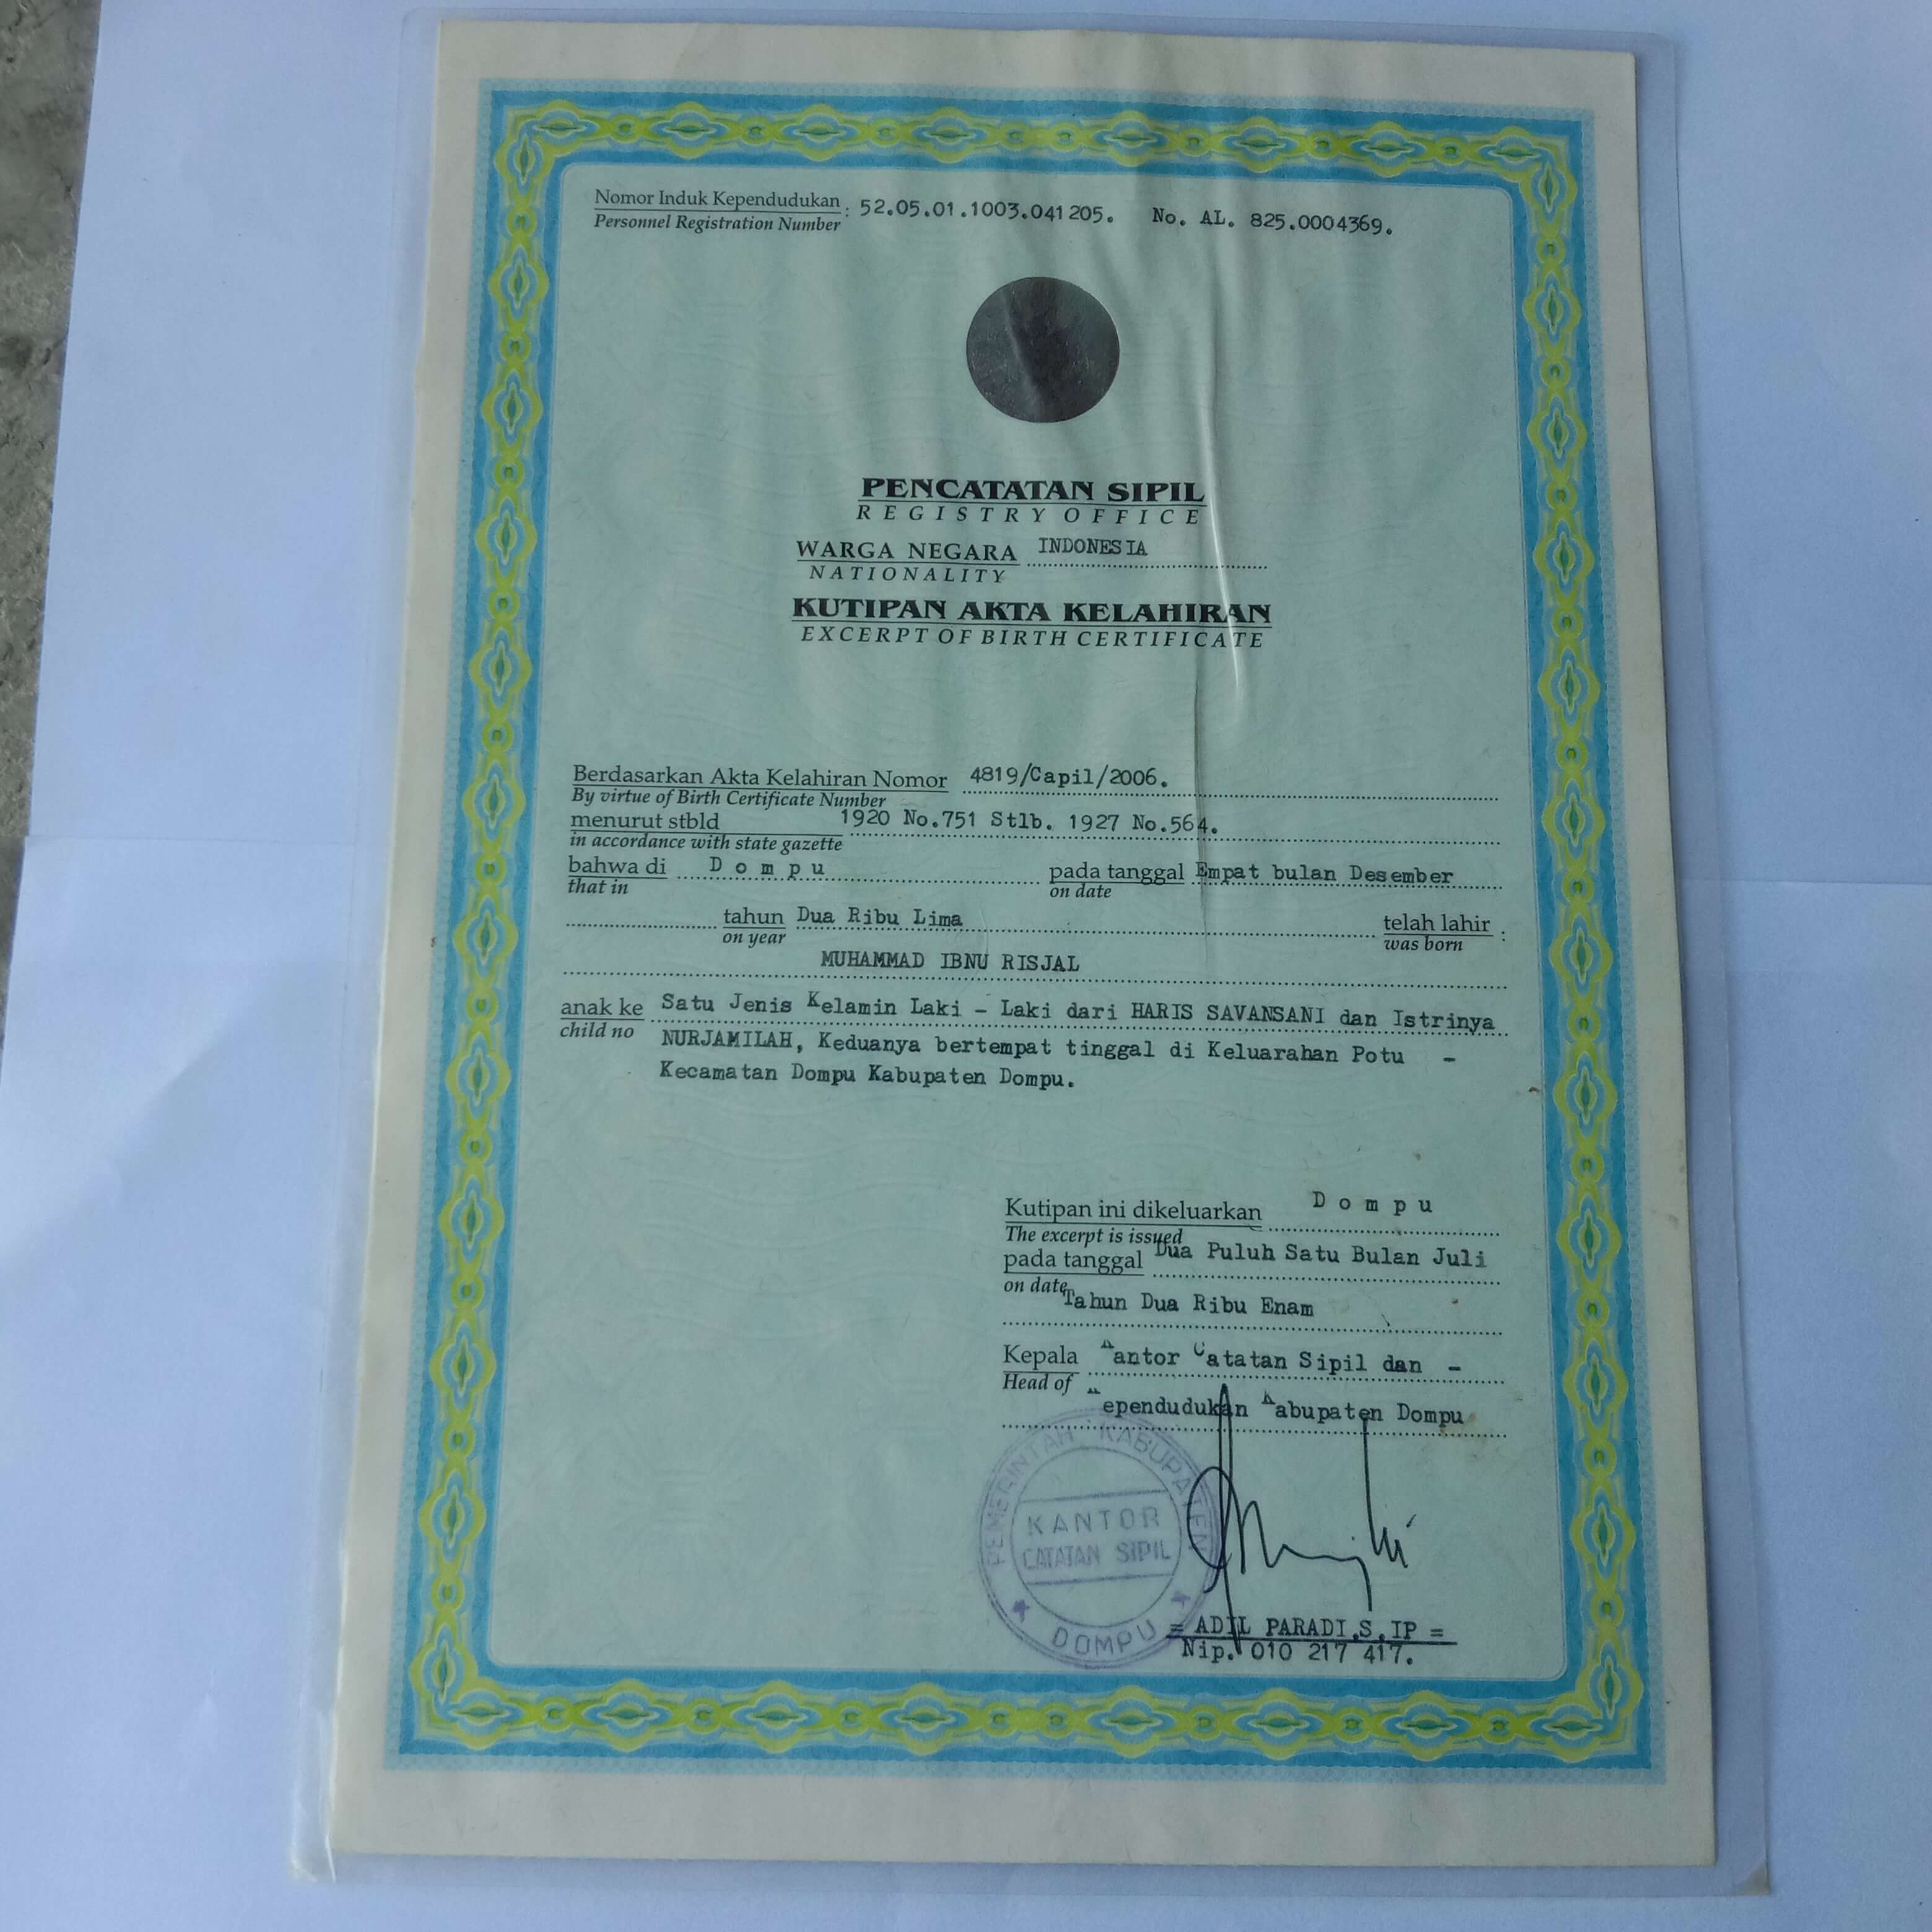 Nomor Induk Kependudukan : 52.05.01.1003.041205. No. AL. 825.0004369.
Personnel Registration Number
PENCATATAN SIPIL
REGISTRY OFFICE
WARGA NEGARA INDONESIA
NATIONALITY
KUTIPAN AKTA KELAHIRAN
EXCERPT OF BIRTH CERTIFICATE
Berdasarkan Akta Kelahiran Nomor 4819/Capil/2006.
By virtue of Birth Certificate Number
menurut stbld 1920 No.751 Stlb. 1927 No.564.
in accordance with state gazette
bahwa di Dompu pada tanggal Empat bulan Desember
that in on date
tahun Dua Ribu Lima telah lahir :
on year was born
MUHAMMAD IBNU RISJAL
anak ke Satu Jenis Kelamin Laki - Laki dari HARIS SAVANSANI dan Istrinya
child no NURJAMILAH, Keduanya bertempat tinggal di Keluarahan Potu -
Kecamatan Dompu Kabupaten Dompu.
Kutipan ini dikeluarkan Dompu
The excerpt is issued
pada tanggal Dua Puluh Satu Bulan Juli
on date Tahun Dua Ribu Enam
Kepala Kantor Catatan Sipil dan -
Head of Kependudukan Kabupaten Dompu
PEMERINTAH KABUPATEN
KANTOR
CATATAN SIPIL
DOMPU
= ADIL PARADI,S.IP =
Nip. 010 217 417.